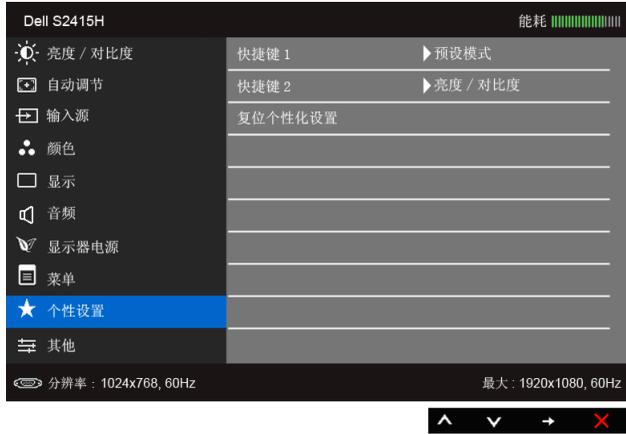 Dell S2415H 能耗
亮度 / 对比度 快捷键 1 预设模式
自动调节 快捷键 2 亮度 / 对比度
输入源 复位个性化设置
颜色
显示
音频
显示器电源
菜单
个性设置
其他
分辨率 : 1024x768, 60Hz 最大 : 1920x1080, 60Hz